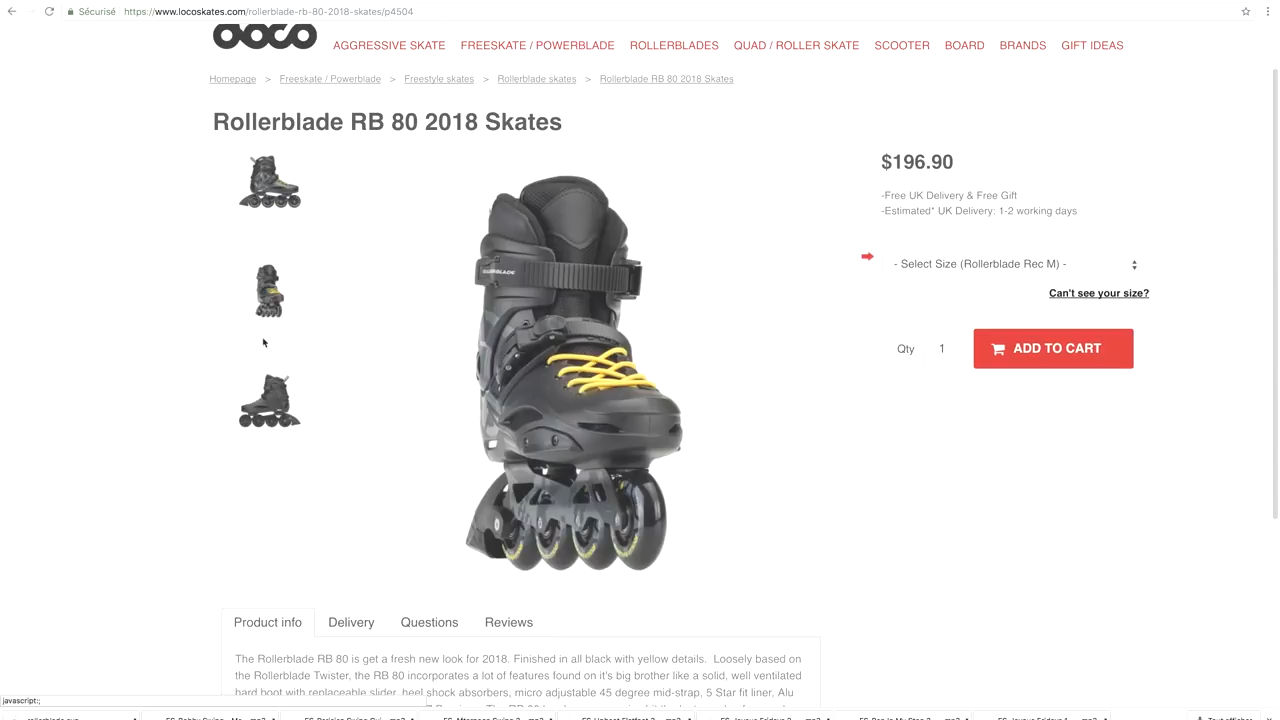 Sécurisé https://www.locoskates.com/rollerblade-rb-80-2018-skates/p4504
AGGRESSIVE SKATE FREESKATE / POWERBLADE ROLLERBLADES QUAD / ROLLER SKATE SCOOTER BOARD BRANDS GIFT IDEAS
Homepage > Freeskate / Powerblade > Freestyle skates > Rollerblade skates > Rollerblade RB 80 2018 Skates
Rollerblade RB 80 2018 Skates
$196.90
-Free UK Delivery & Free Gift
-Estimated* UK Delivery: 1-2 working days
- Select Size (Rollerblade Rec M) -
Can't see your size?
Qty 1 ADD TO CART
ROLLERBLADE
Product info Delivery Questions Reviews
The Rollerblade RB 80 is get a fresh new look for 2018. Finished in all black with yellow details. Loosely based on
the Rollerblade Twister, the RB 80 incorporates a lot of features found on it's big brother like a solid, well ventilated
hard boot with replaceable slider, heel shock absorbers, micro adjustable 45 degree mid-strap, 5 Star fit liner, Alu
javascript:;